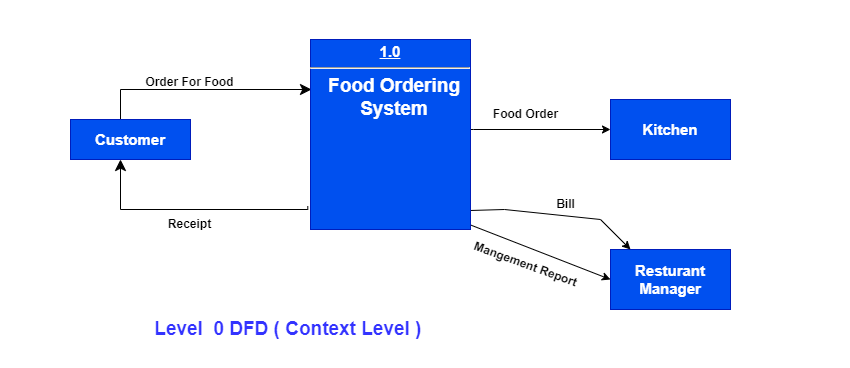 1.0
Order For Food
Food Ordering
System
Food Order
Customer
Kitchen
Receipt
Bill
Mangement Report
Resturant
Manager
Level 0 DFD ( Context Level )